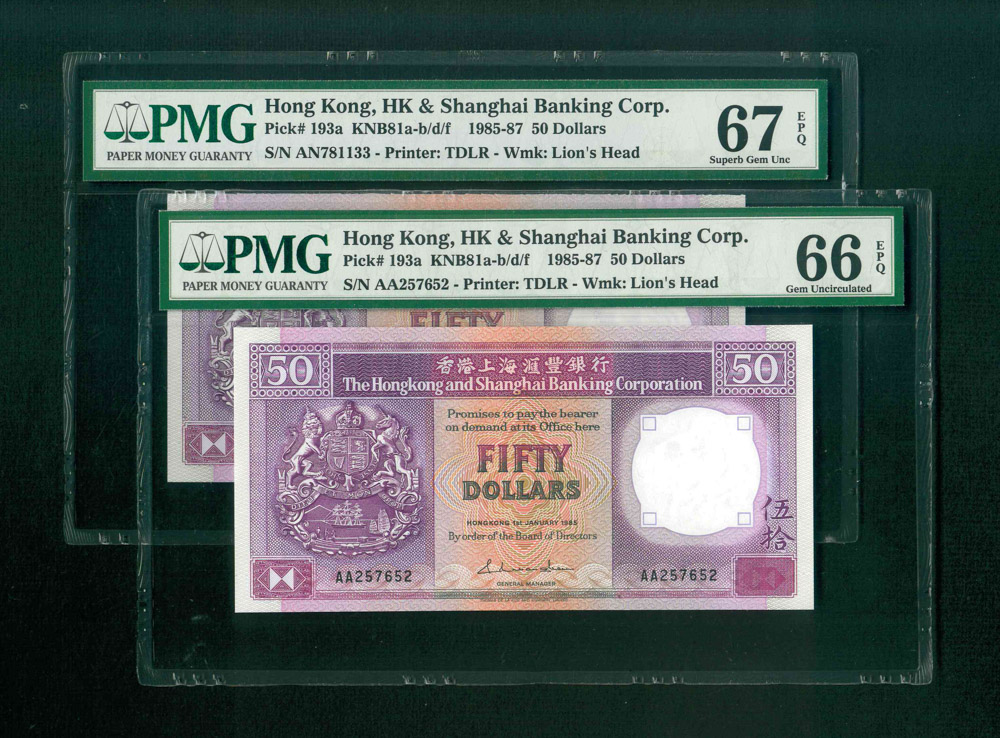 PMG
PAPER MONEY GUARANTY
Hong Kong, HK & Shanghai Banking Corp.
Pick# 193a KNB81a-b/d/f 1985-87 50 Dollars
S/N AN781133 - Printer: TDLR - Wmk: Lion's Head
67 EPQ
Superb Gem Unc
PMG
PAPER MONEY GUARANTY
Hong Kong, HK & Shanghai Banking Corp.
Pick# 193a KNB81a-b/d/f 1985-87 50 Dollars
S/N AA257652 - Printer: TDLR - Wmk: Lion's Head
66 EPQ
Gem Uncirculated
FIFTY
50
香港上海滙豐銀行
50
The Hongkong and Shanghai Banking Corporation
Promises to pay the bearer
on demand at its Office here
FIFTY
DOLLARS
HONGKONG 1st JANUARY 1985
By order of the Board of Directors
伍拾
AA257652
AA257652
GENERAL MANAGER